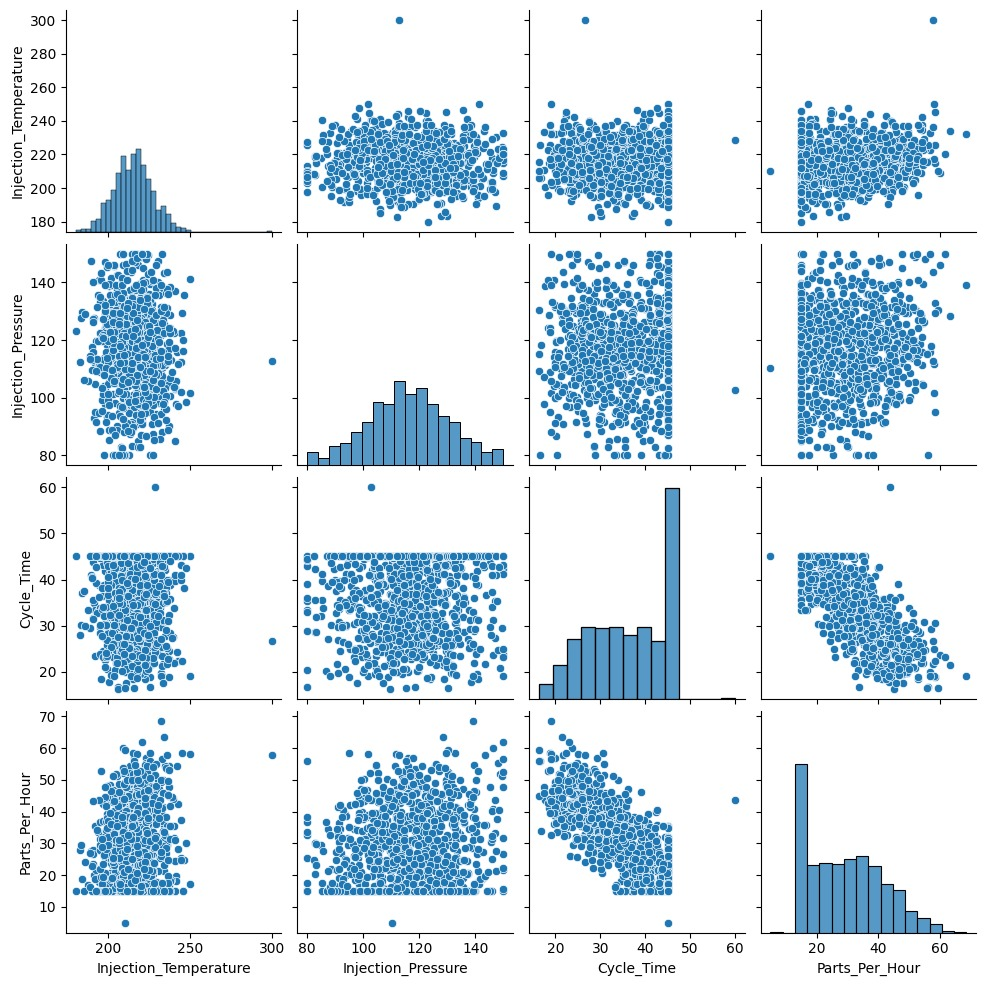 300
280
260
240
220
200
180
Injection_Temperature
140
120
100
80
Injection_Pressure
60
50
40
30
20
Cycle_Time
70
60
50
40
30
20
10
Parts_Per_Hour
200 250 300
80 100 120 140
20 30 40 50 60
20 40 60
Injection_Temperature Injection_Pressure Cycle_Time Parts_Per_Hour